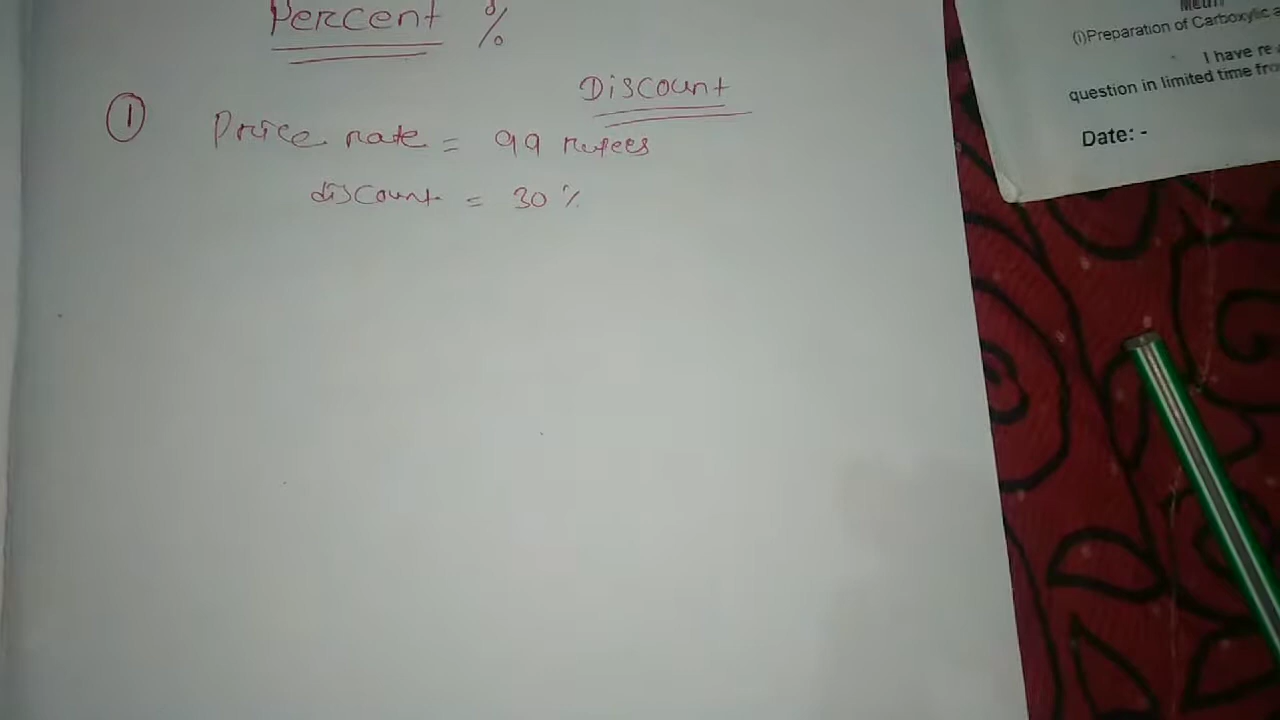 Percent %
Discount
① Price rate = 99 rupees
discount = 30 %
(i)Preparation of Carboxylic
I have re
question in limited time fro
Date: -